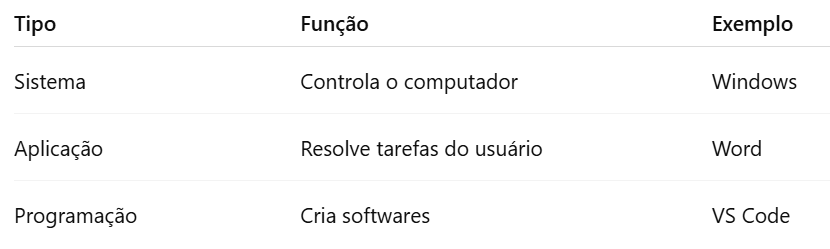 Tipo Função Exemplo
Sistema Controla o computador Windows
Aplicação Resolve tarefas do usuário Word
Programação Cria softwares VS Code